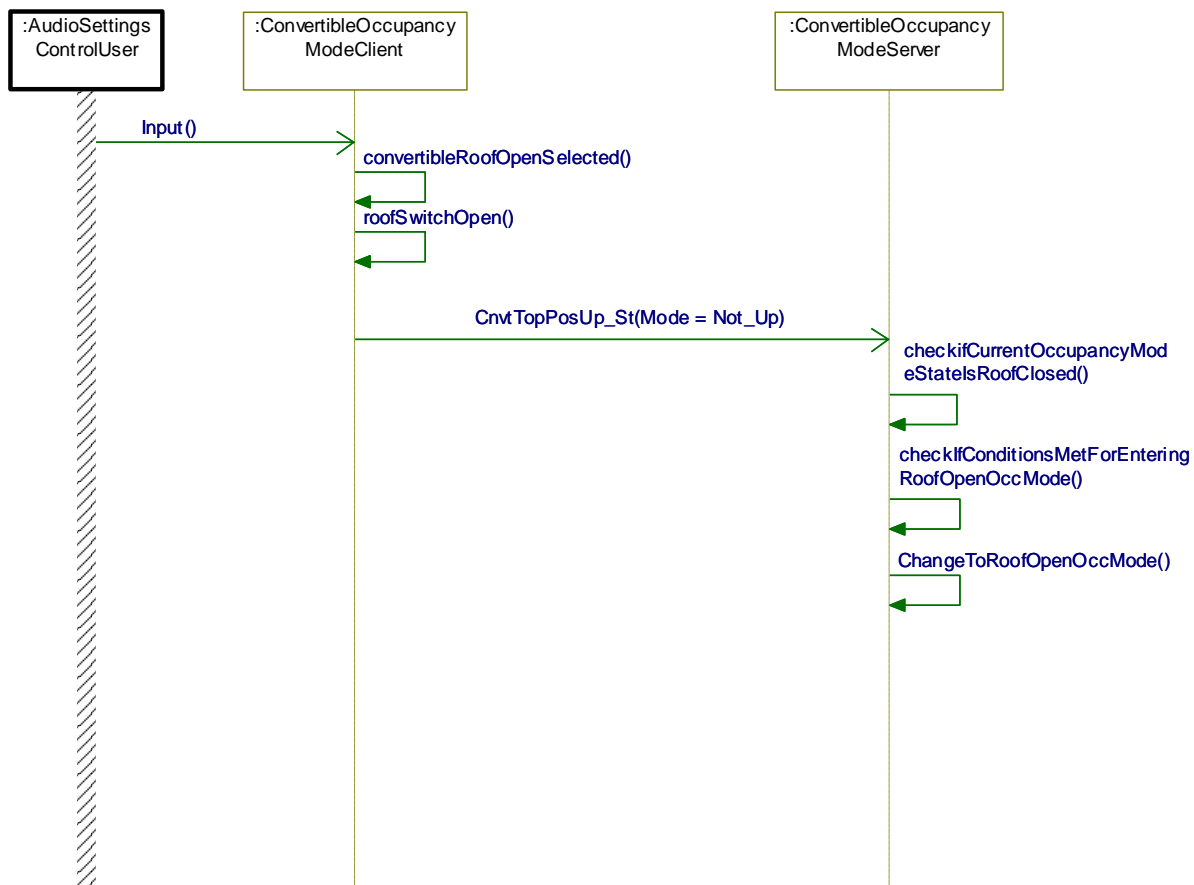 :AudioSettings
ControlUser
:ConvertibleOccupancy
ModeClient
:ConvertibleOccupancy
ModeServer
Input()
convertibleRoofOpenSelected()
roofSwitchOpen()
CnvtTopPosUp_St(Mode = Not_Up)
checkifCurrentOccupancyMod
eStateIsRoofClosed()
checkIfConditionsMetForEntering
RoofOpenOccMode()
ChangeToRoofOpenOccMode()